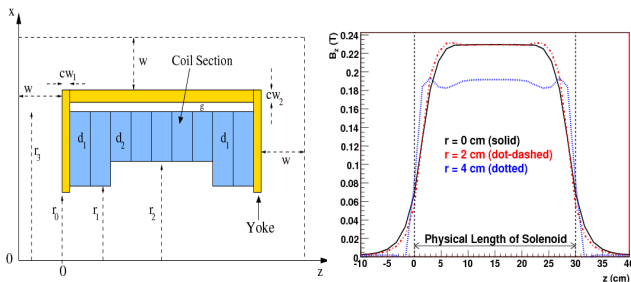 x
w
w
cw1
Coil Section
cw2
g
d1
d2
d1
r3
w
r0
r1
r2
Yoke
0
0
z
Bz (T)
0.24
0.22
0.2
0.18
0.16
0.14
0.12
0.1
0.08
0.06
0.04
0.02
0
r = 0 cm (solid)
r = 2 cm (dot-dashed)
r = 4 cm (dotted)
Physical Length of Solenoid
-10 -5 0 5 10 15 20 25 30 35 40
z (cm)